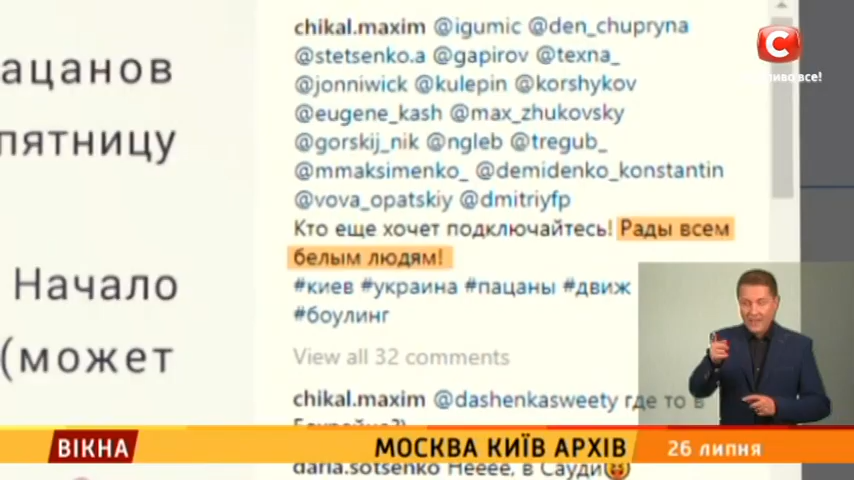 ацанов
пятницу
Начало
(может
chikal.maxim @igumic @den_chupryna
@stetsenko.a @gapirov @texna_
@jonniwick @kulepin @korshykov
@eugene_kash @max_zhukovsky
@gorskij_nik @ngleb @tregub_
@mmaksimenko_ @demidenko_konstantin
@vova_opatskiy @dmitriyfp
Кто еще хочет подключайтесь! Рады всем
белым людям!
#киев #украина #пацаны #движ
#боулинг
View all 32 comments
chikal.maxim @dashenkasweety где то в
daria.sotsenko Нееее, в Сауди
С
ливо все!
ВІКНА
МОСКВА КИЇВ АРХІВ
26 липня